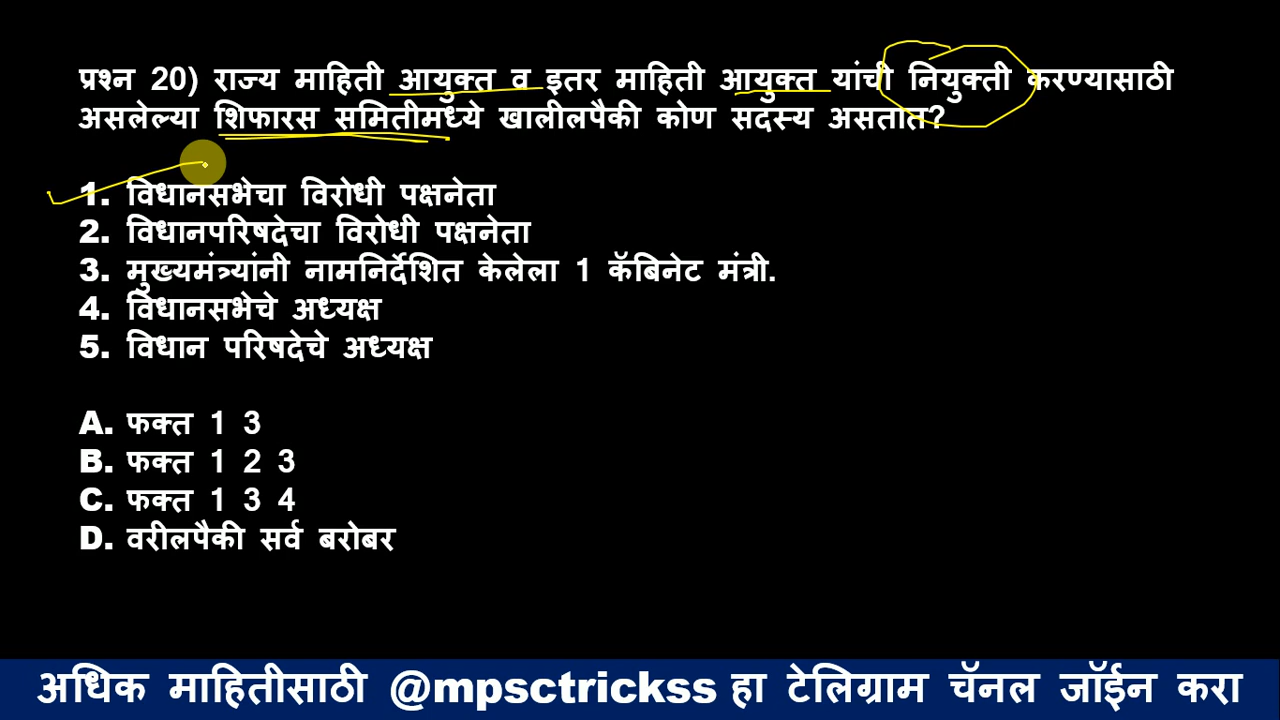 प्रश्न 20) राज्य माहिती आयुक्त व इतर माहिती आयुक्त यांची नियुक्ती करण्यासाठी
असलेल्या शिफारस समितीमध्ये खालीलपैकी कोण सदस्य असतात?
1. विधानसभेचा विरोधी पक्षनेता
2. विधानपरिषदेचा विरोधी पक्षनेता
3. मुख्यमंत्र्यांनी नामनिर्देशित केलेला 1 कॅबिनेट मंत्री.
4. विधानसभेचे अध्यक्ष
5. विधान परिषदेचे अध्यक्ष
A. फक्त 1 3
B. फक्त 1 2 3
C. फक्त 1 3 4
D. वरीलपैकी सर्व बरोबर
अधिक माहितीसाठी @mpsctrickss हा टेलिग्राम चॅनल जॉईन करा